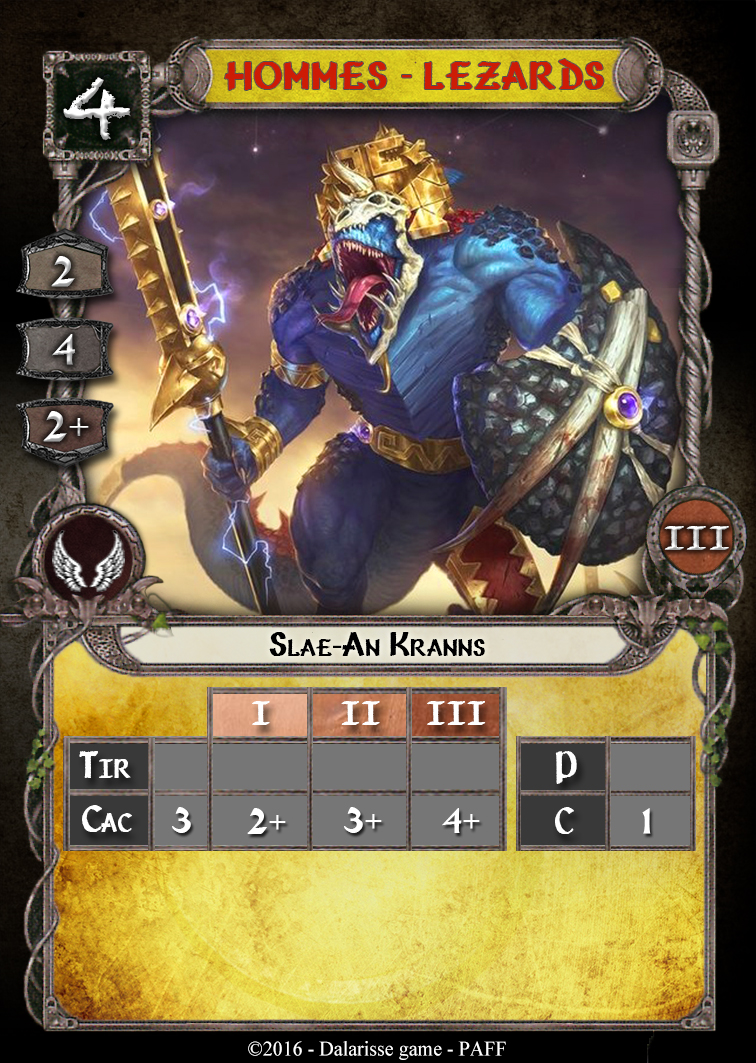 4
HOMMES - LEZARDS
2
4
2+
III
Slae-An Kranns
I II III
Tir
Cac 3 2+ 3+ 4+
P
C 1
©2016 - Dalarisse game - PAFF